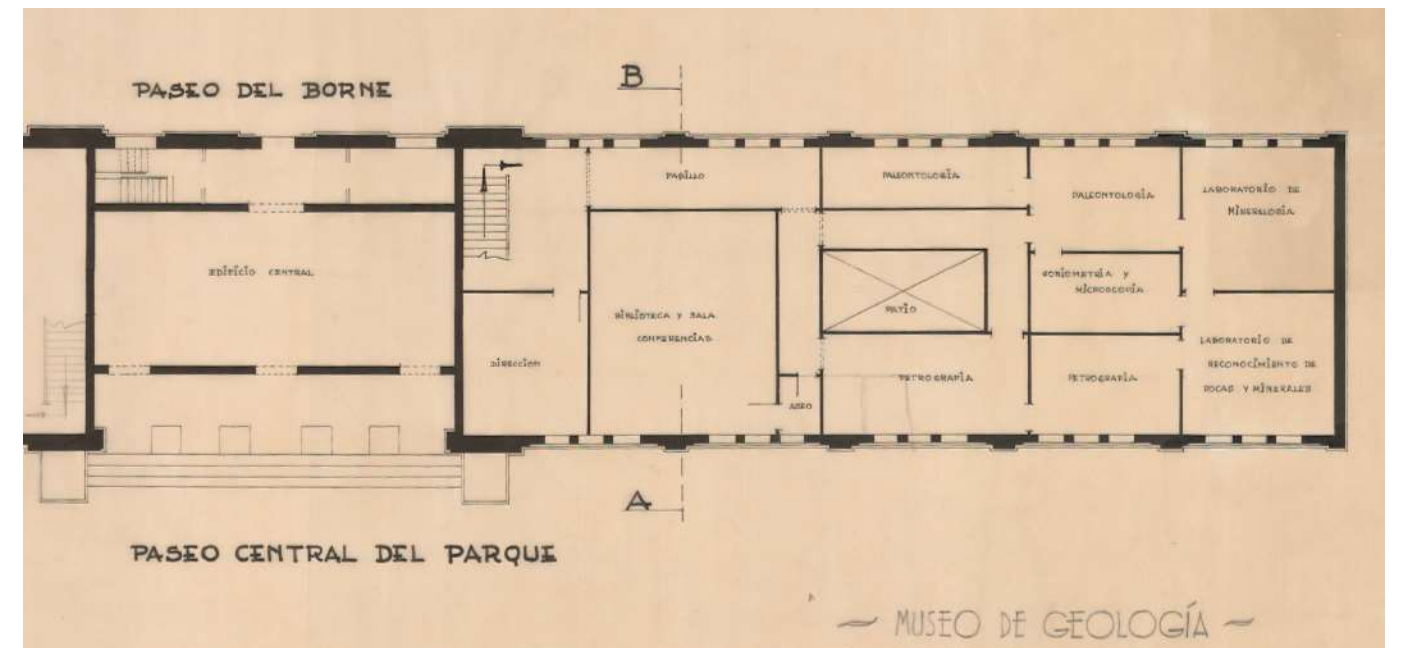 PASEO DEL BORNE
B
PASILLO
PALEONTOLOGÍA
PALEONTOLOGÍA
LABORATORIO DE
MINERALOGÍA
EDIFICIO CENTRAL
GONIOMETRÍA Y
MICROSCOPÍA
PATIO
BIBLIOTECA Y SALA
CONFERENCIAS
DIRECCION
PETROGRAFÍA
PETROGRAFÍA
LABORATORIO DE
RECONOCIMIENTO DE
ROCAS Y MINERALES
ASEO
A
PASEO CENTRAL DEL PARQUE
MUSEO DE GEOLOGÍA